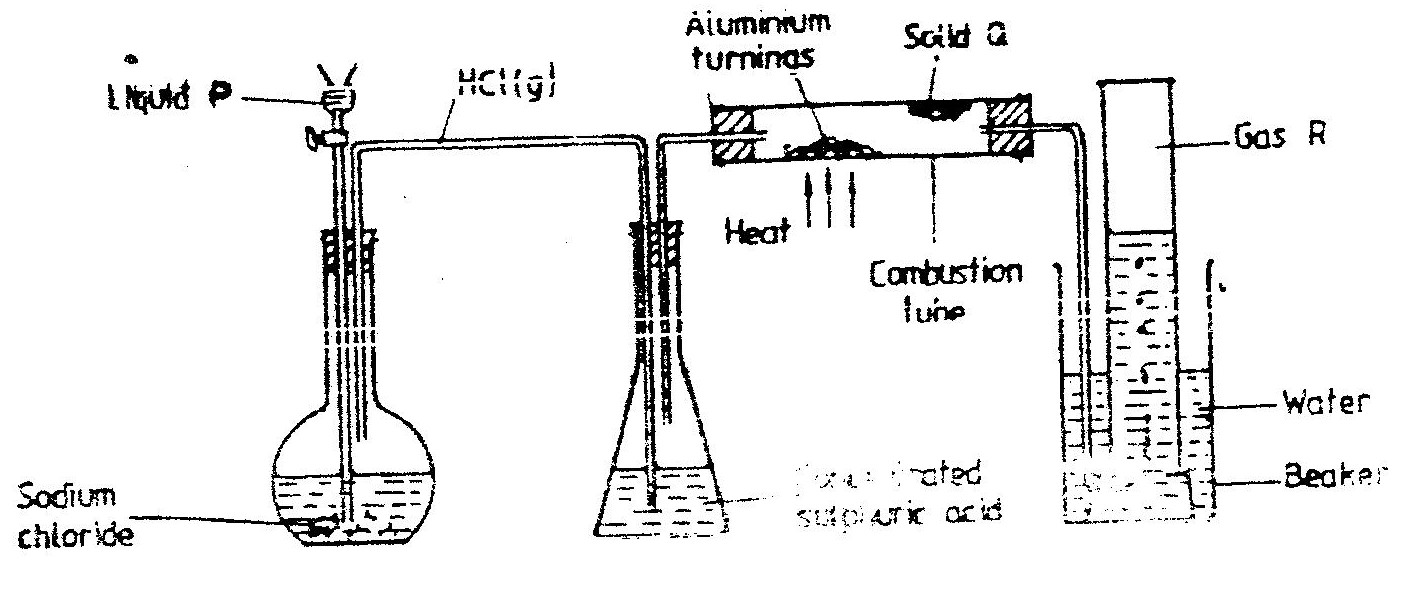 Aluminium
turnings
Solid Q
Liquid P
HCl(g)
Gas R
Heat
Combustion
tube
Water
Beaker
Sodium
chloride
sulphuric acid